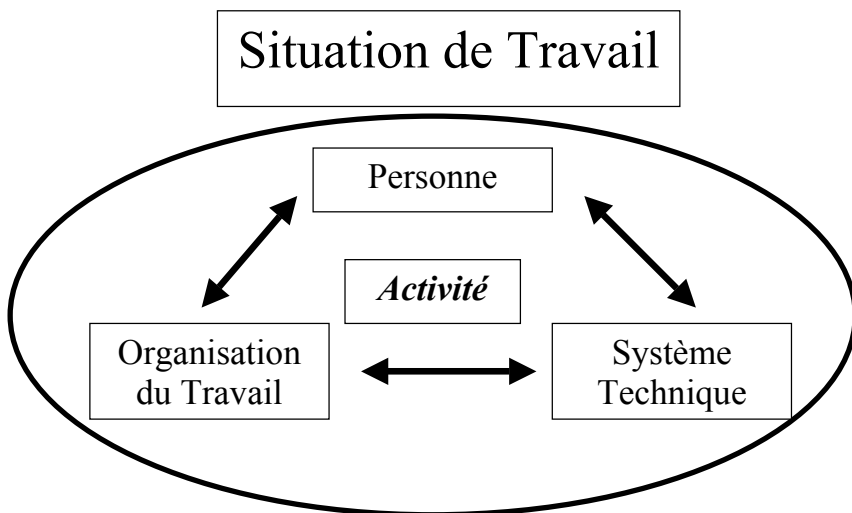 Situation de Travail
Personne
Activité
Organisation
du Travail
Système
Technique